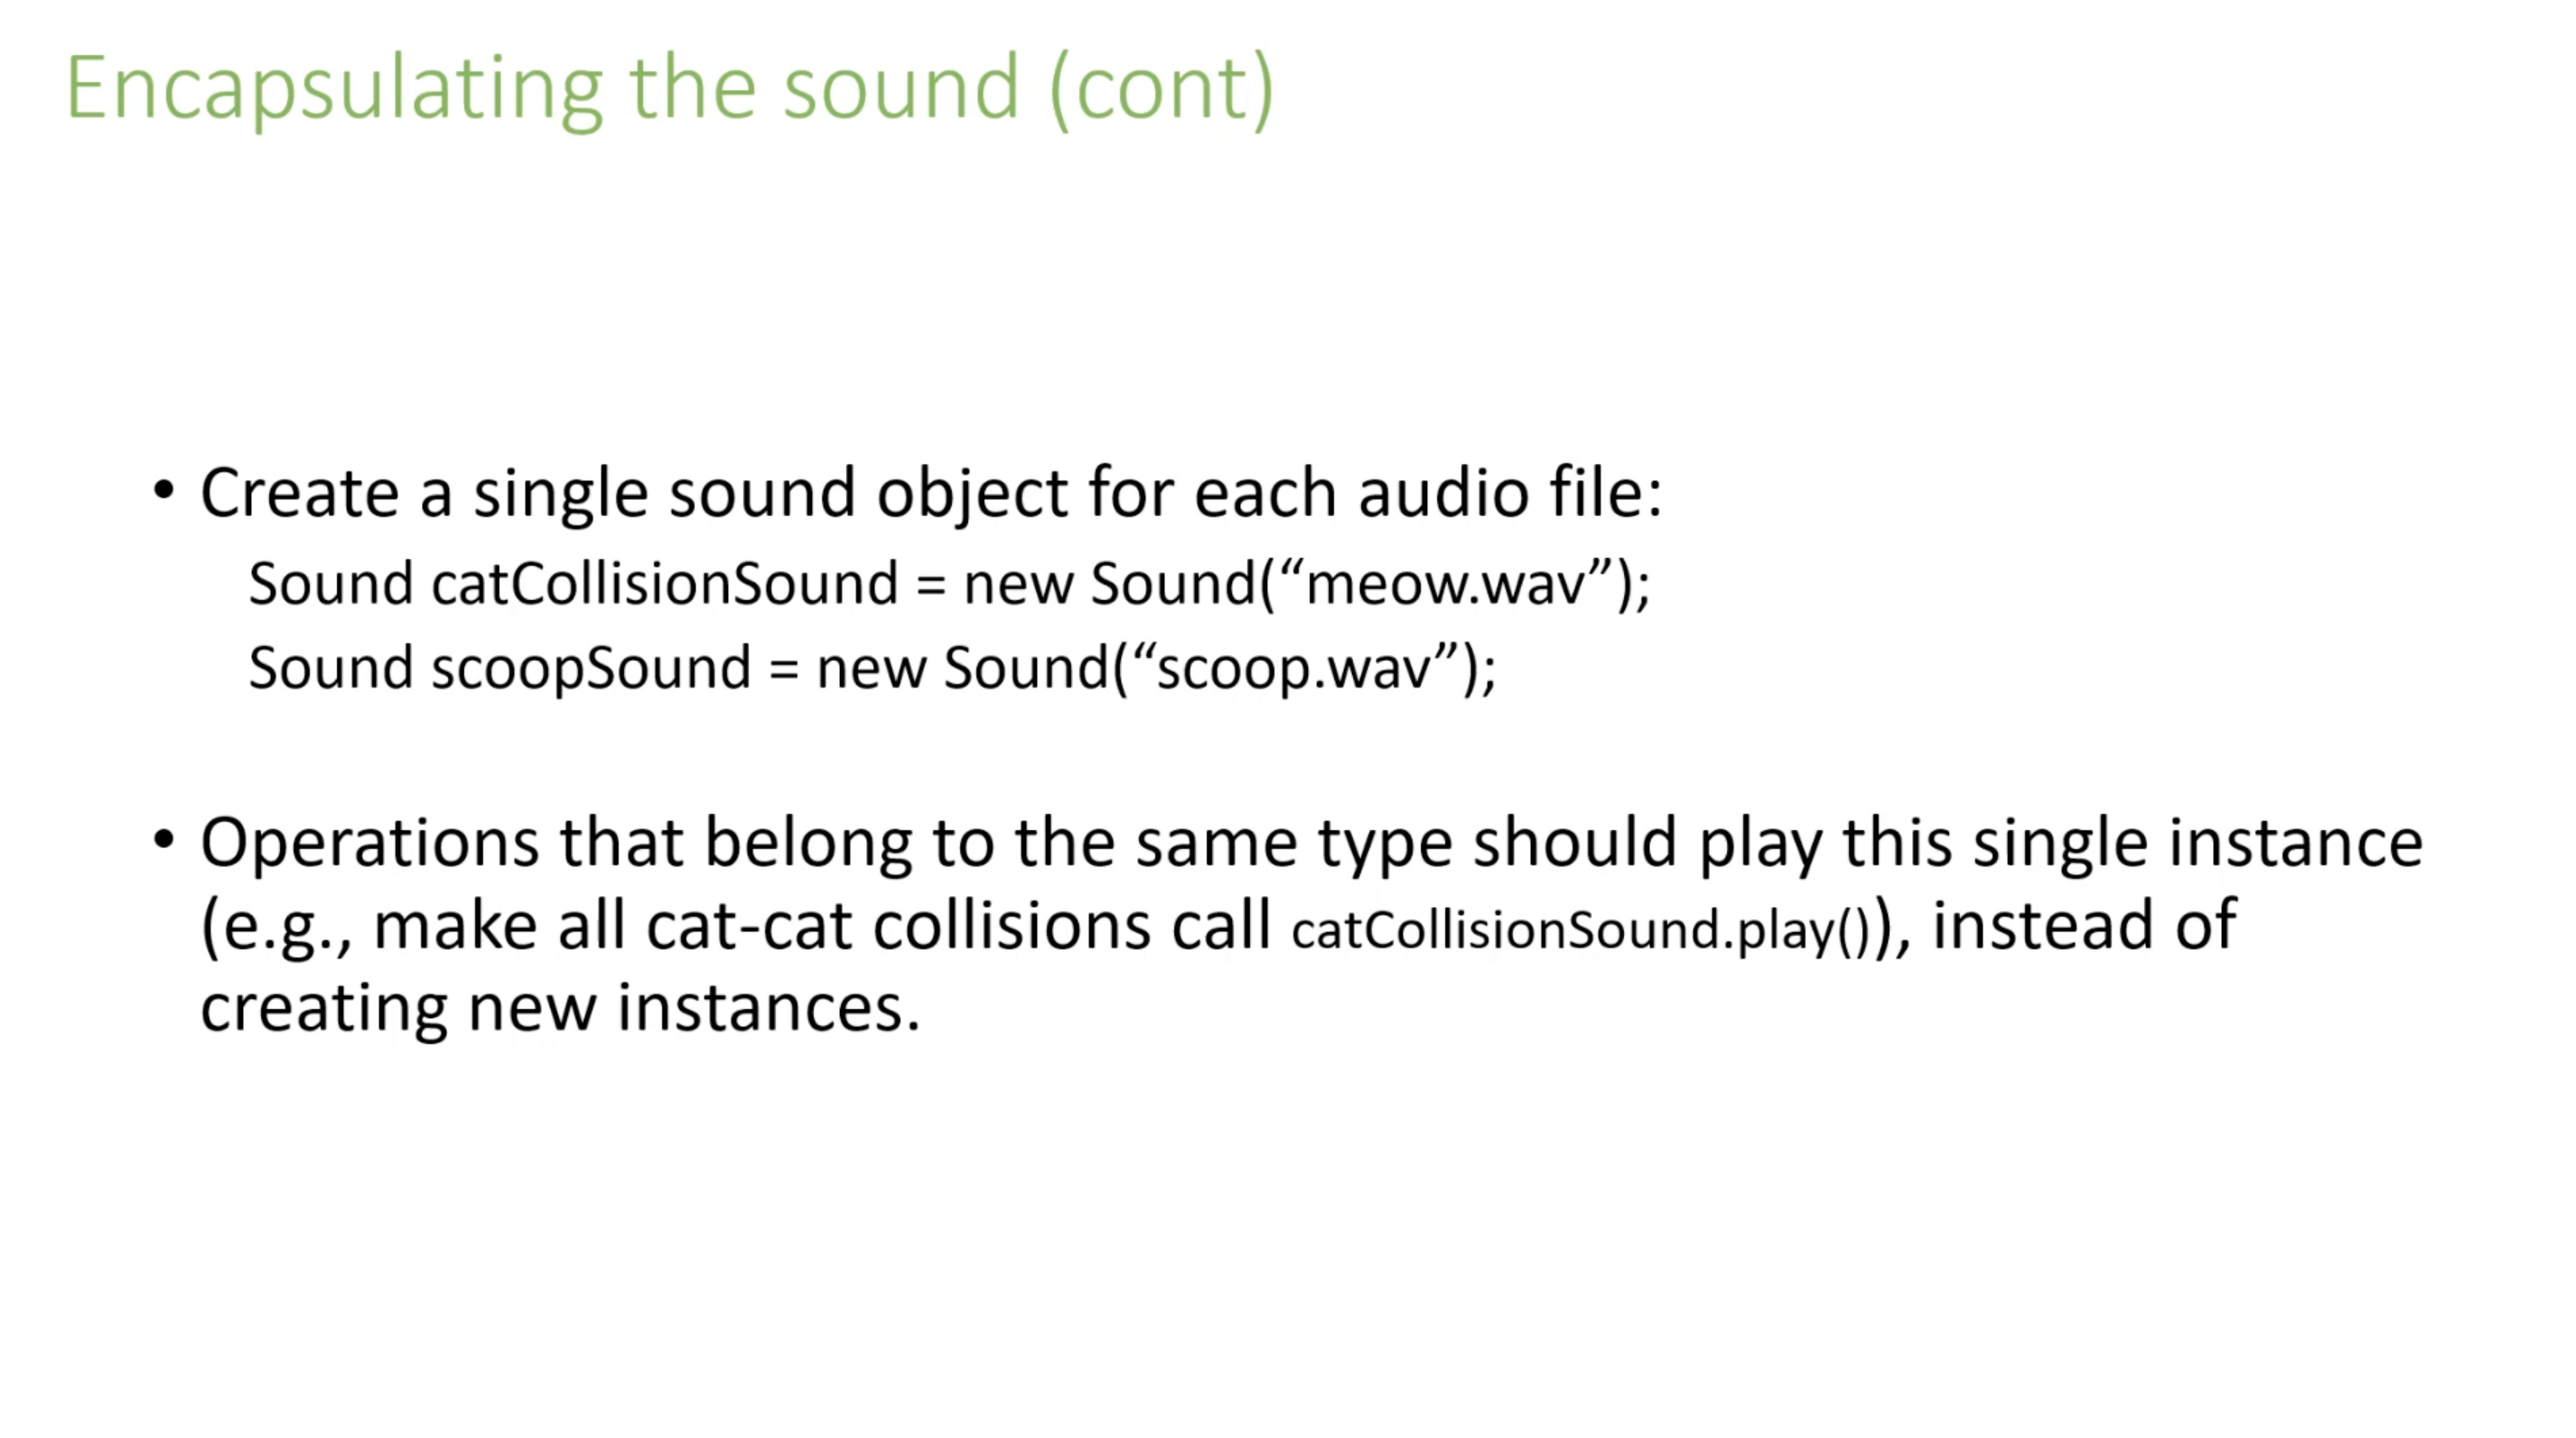 Encapsulating the sound (cont)
• Create a single sound object for each audio file:
Sound catCollisionSound = new Sound(“meow.wav”);
Sound scoopSound = new Sound(“scoop.wav”);
• Operations that belong to the same type should play this single instance
(e.g., make all cat-cat collisions call catCollisionSound.play()), instead of
creating new instances.